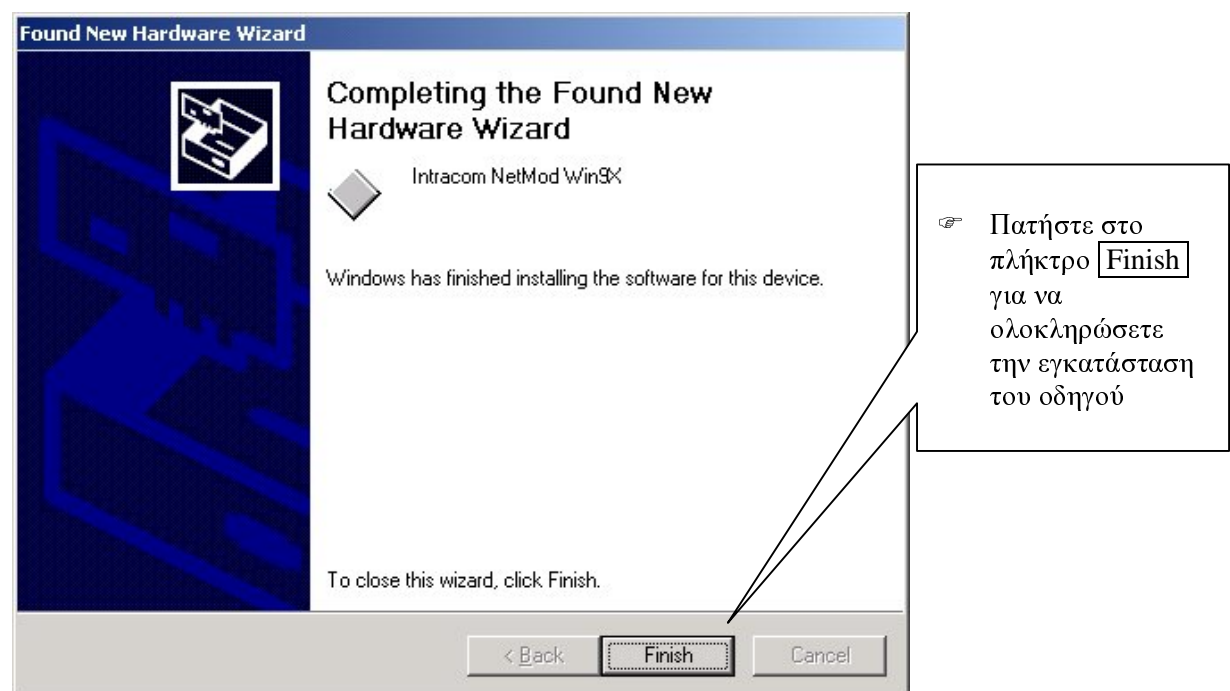 Found New Hardware Wizard
Completing the Found New
Hardware Wizard
Intracom NetMod Win9X
Windows has finished installing the software for this device.
To close this wizard, click Finish.
< Back
Finish
Cancel
☞ Πατήστε στο
πλήκτρο Finish
για να
ολοκληρώσετε
την εγκατάσταση
του οδηγού